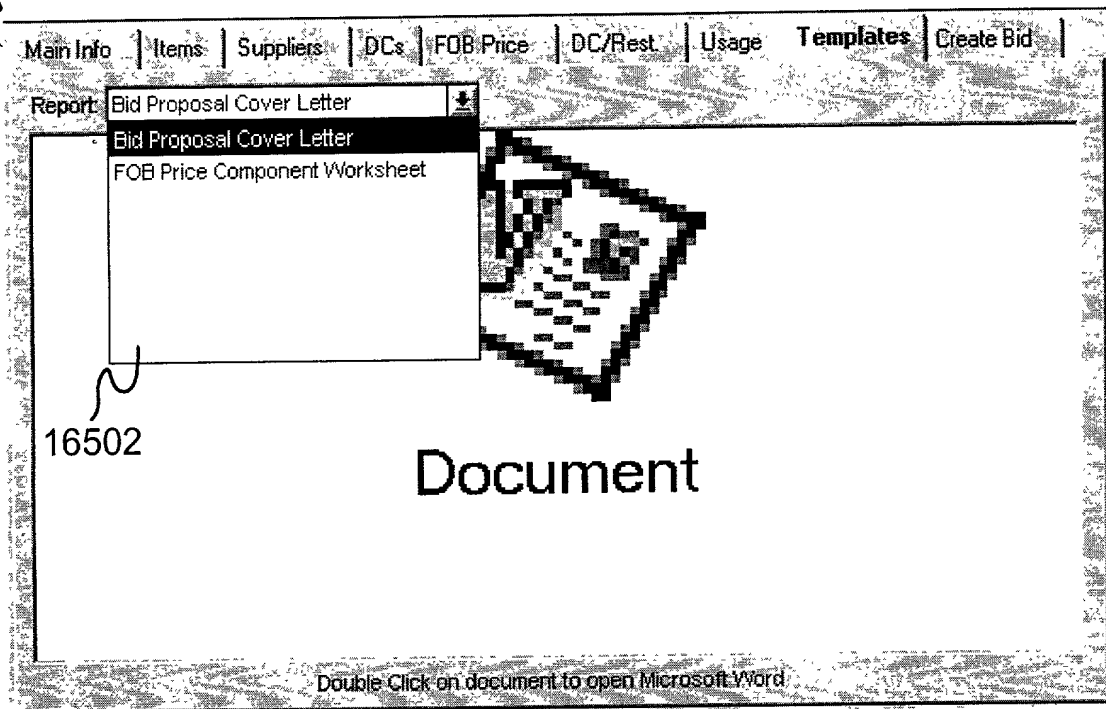 Main Info Items Suppliers DCs FOB Price DC/Rest. Usage Templates Create Bid
Report: Bid Proposal Cover Letter
Bid Proposal Cover Letter
FOB Price Component Worksheet
16502
Document
Double Click on document to open Microsoft Word